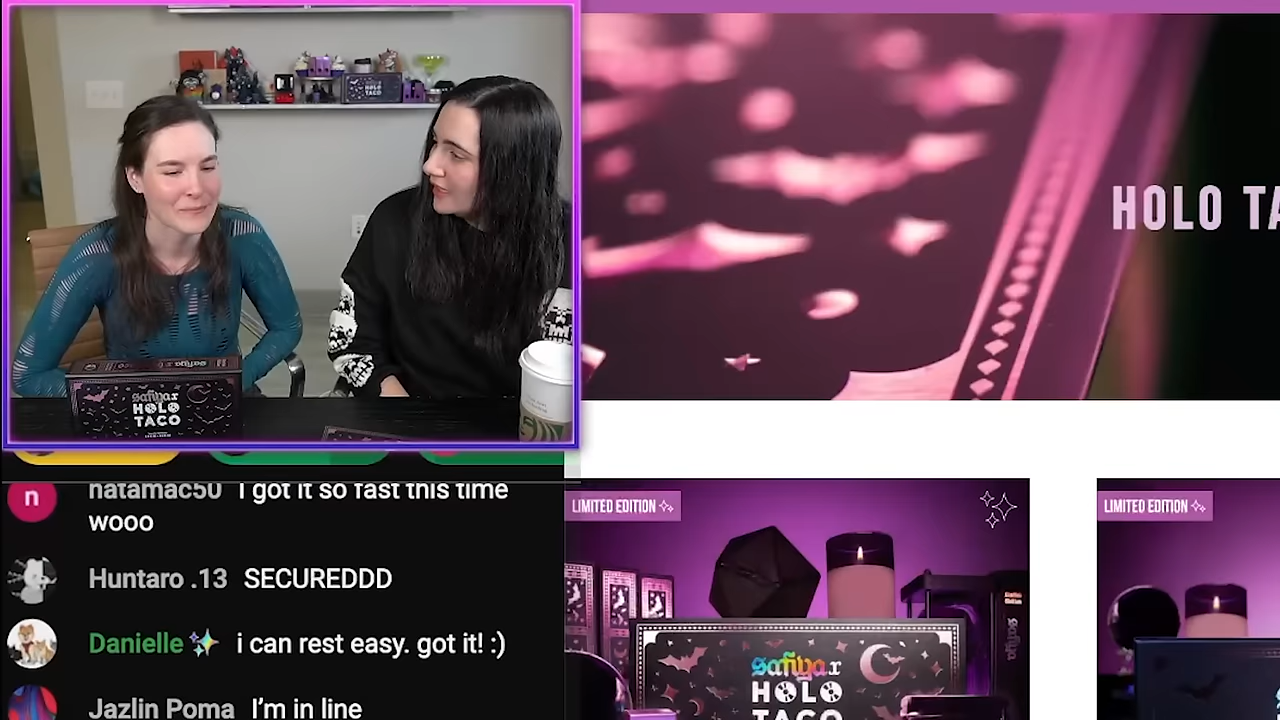 HOLO
TACO
safiya x
HOLO
TACO
HOLO TA
natamac50 I got it so fast this time
wooo
Huntaro .13 SECUREDDD
Danielle i can rest easy. got it! :)
Jazlin Poma I'm in line
n
LIMITED EDITION
LIMITED EDITION
safiya x
HOLO
TACO
safiya